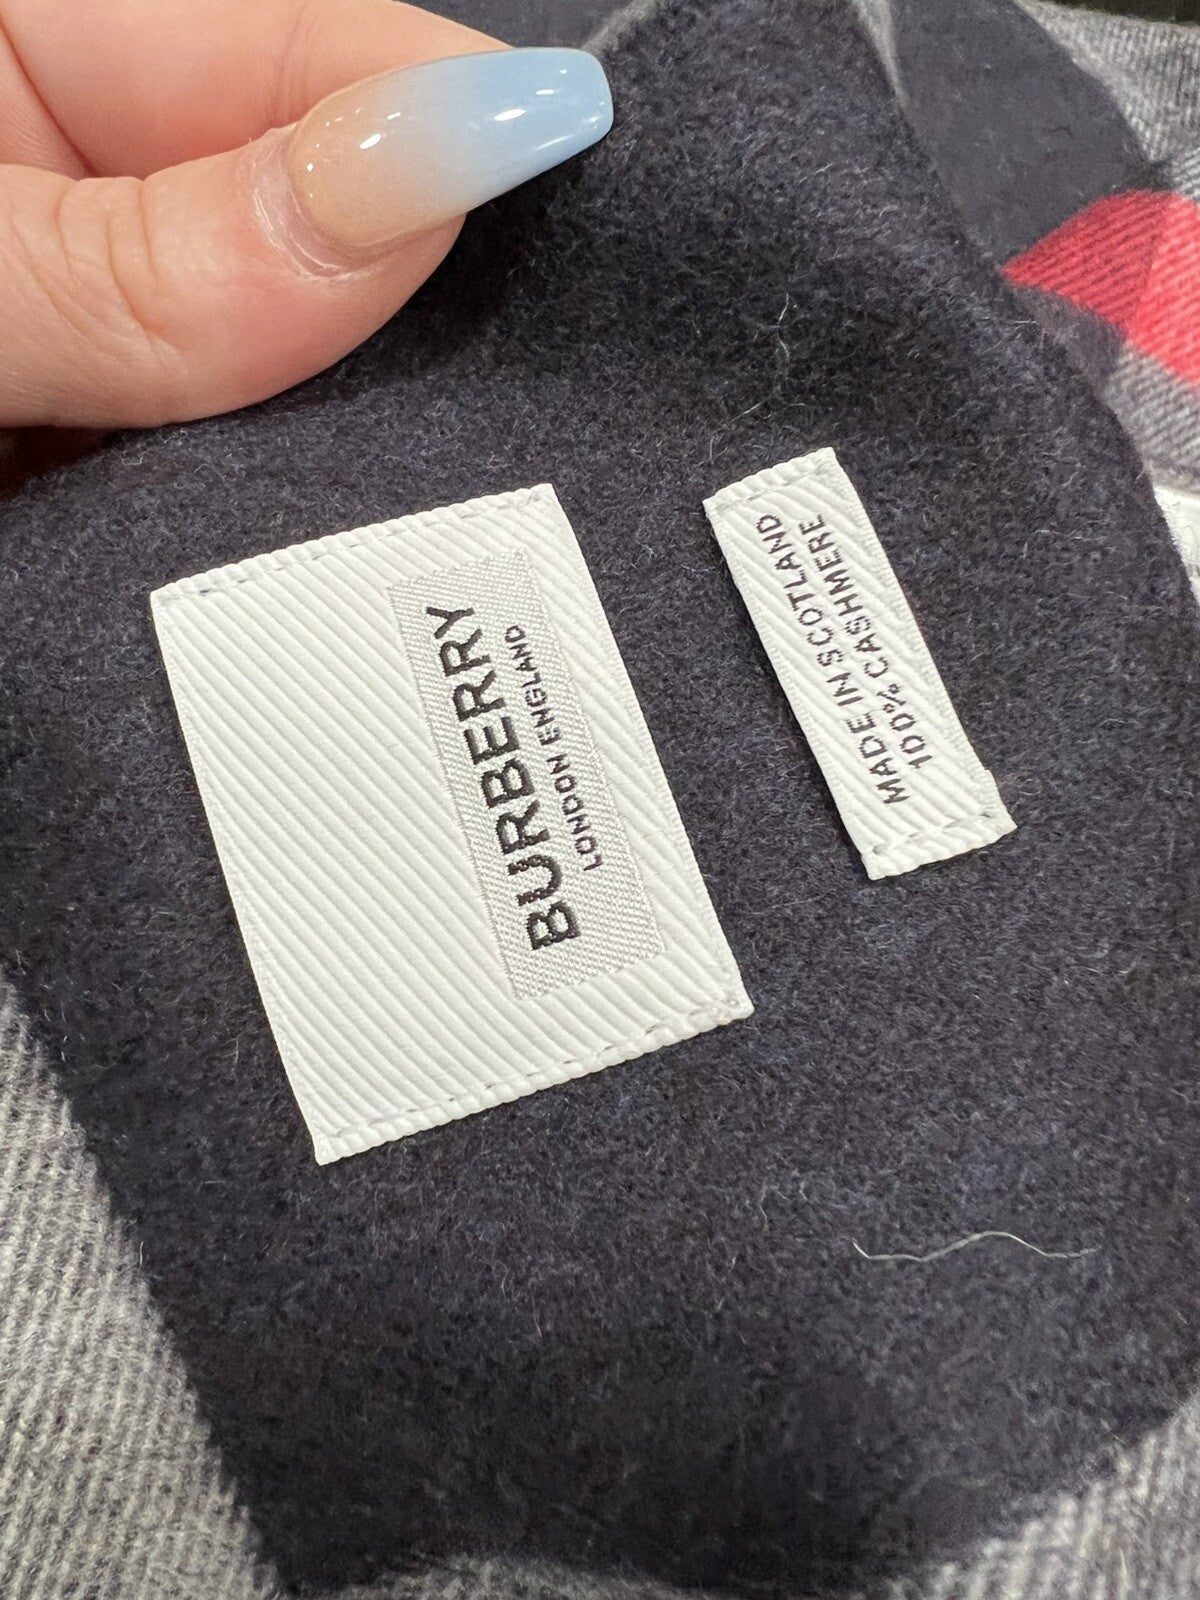 BURBERRY
LONDON ENGLAND
MADE IN SCOTLAND
100% CASHMERE